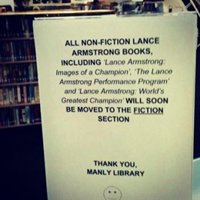 ALL NON-FICTION LANCE
ARMSTRONG BOOKS,
INCLUDING 'Lance Armstrong:
Images of a Champion', 'The Lance
Armstrong Performance Program'
and 'Lance Armstrong: World's
Greatest Champion' WILL SOON
BE MOVED TO THE FICTION
SECTION
THANK YOU,
MANLY LIBRARY